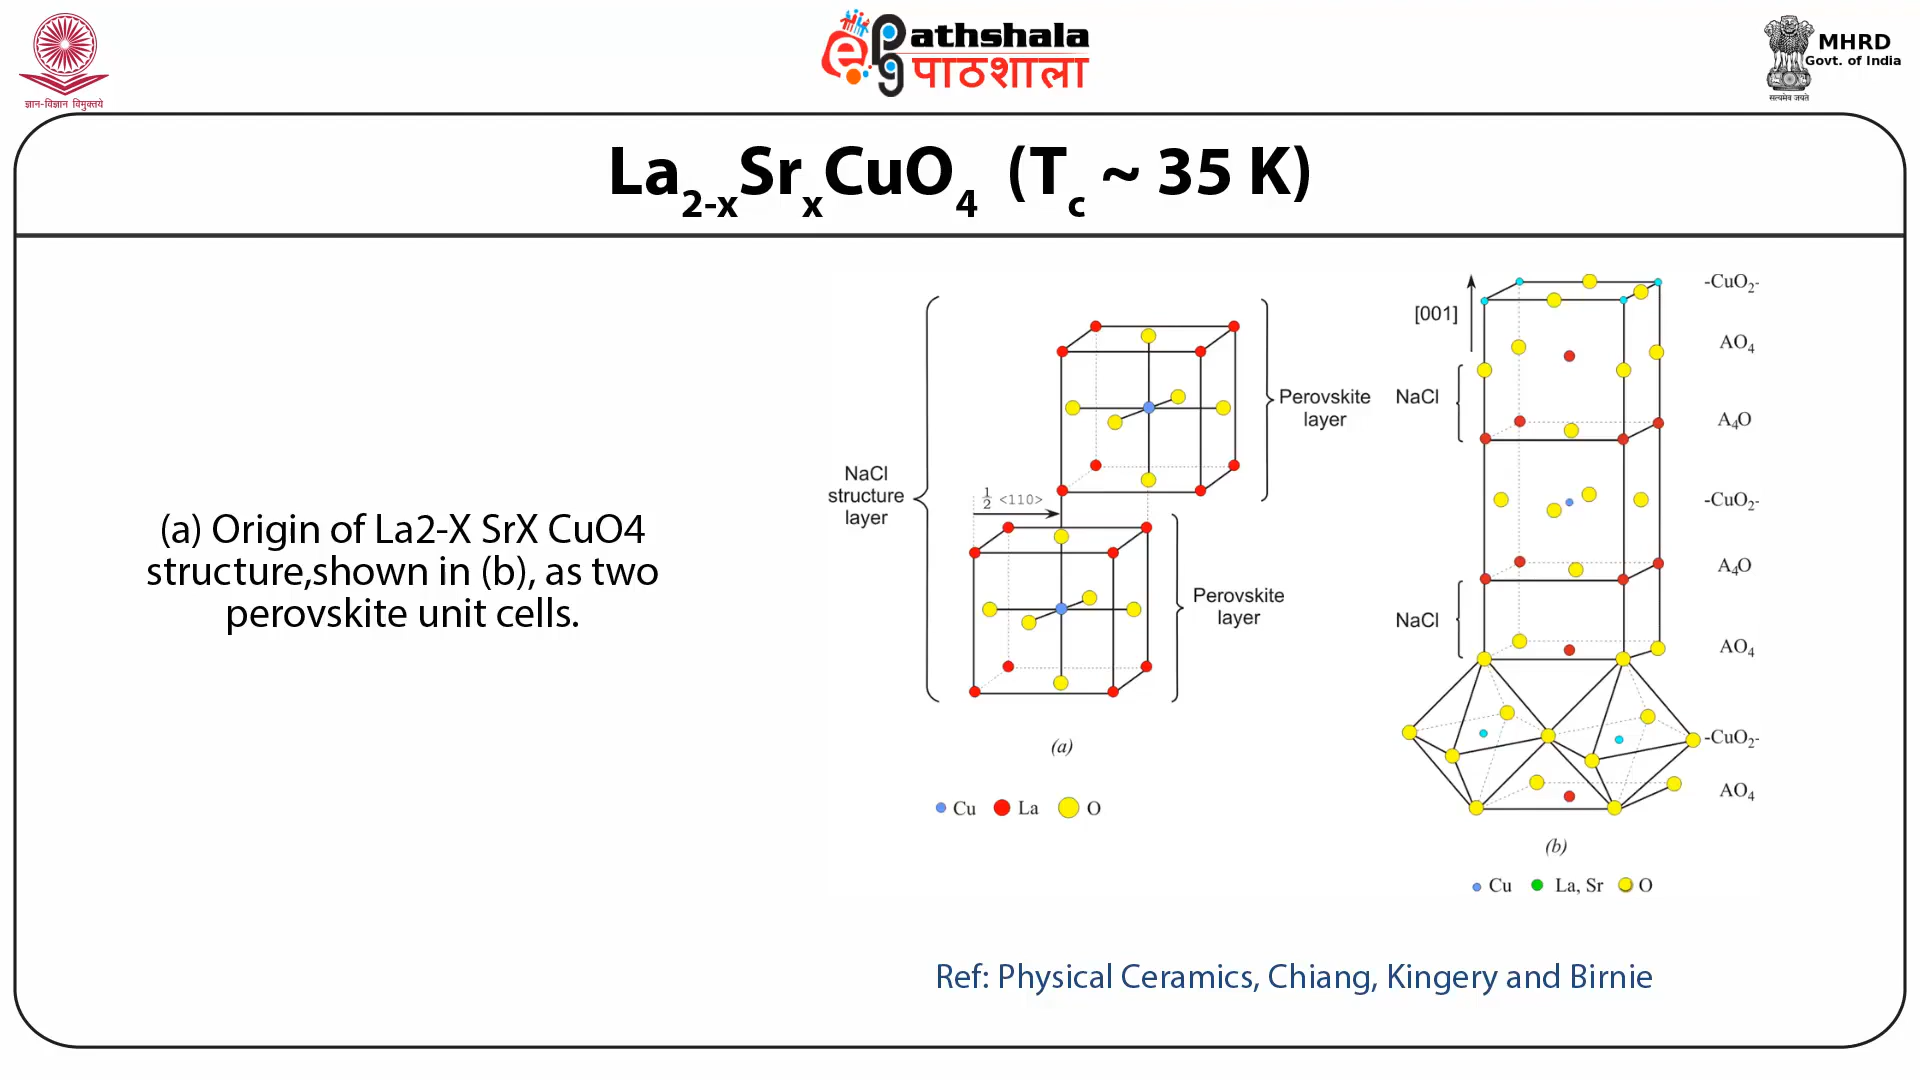 ज्ञान-विज्ञान विमुक्तये
ePathshala
पाठशाला
MHRD
Govt. of India
सत्यमेव जयते
La2-xSrxCuO4 (Tc ~ 35 K)
(a) Origin of La2-X SrX CuO4
structure,shown in (b), as two
perovskite unit cells.
NaCl
structure
layer
1/2 <110>
Perovskite
layer
Perovskite
layer
(a)
Cu La O
[001]
NaCl
NaCl
-CuO2-
AO4
A4O
-CuO2-
A4O
AO4
-CuO2-
AO4
(b)
Cu La, Sr O
Ref: Physical Ceramics, Chiang, Kingery and Birnie